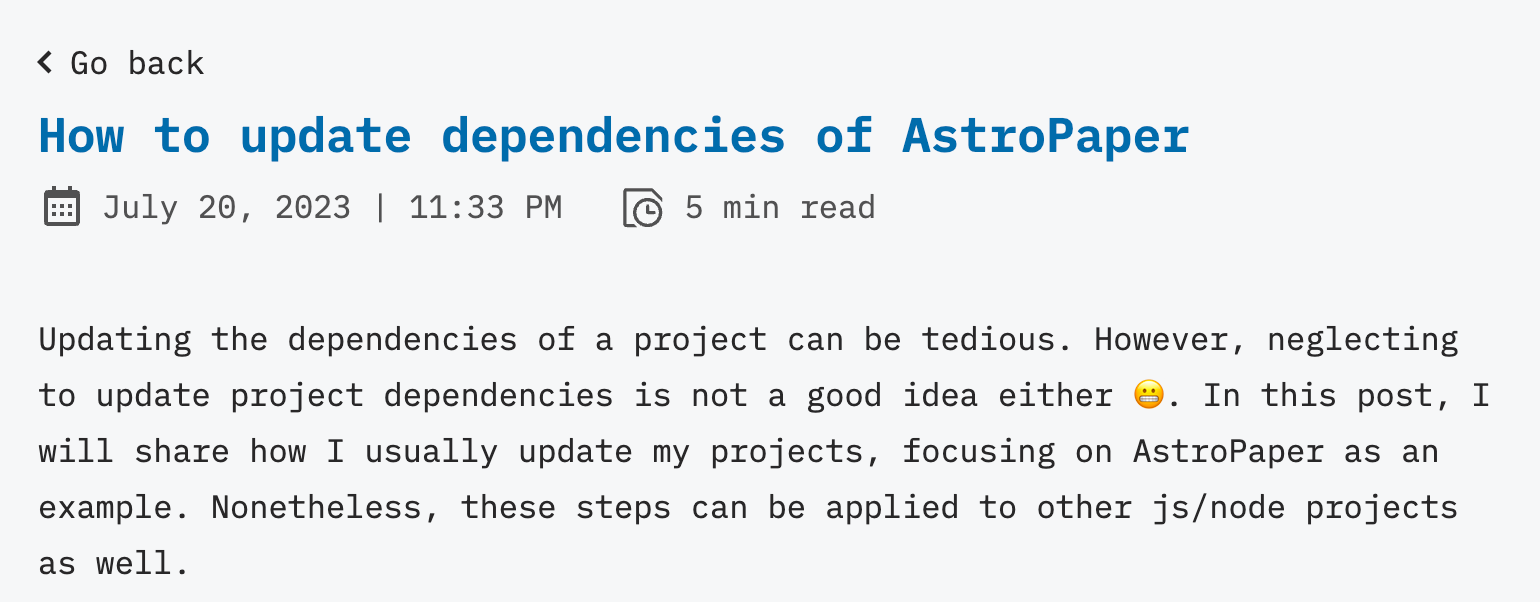 Go back
How to update dependencies of AstroPaper
July 20, 2023 | 11:33 PM 5 min read
Updating the dependencies of a project can be tedious. However, neglecting
to update project dependencies is not a good idea either 😬. In this post, I
will share how I usually update my projects, focusing on AstroPaper as an
example. Nonetheless, these steps can be applied to other js/node projects
as well.